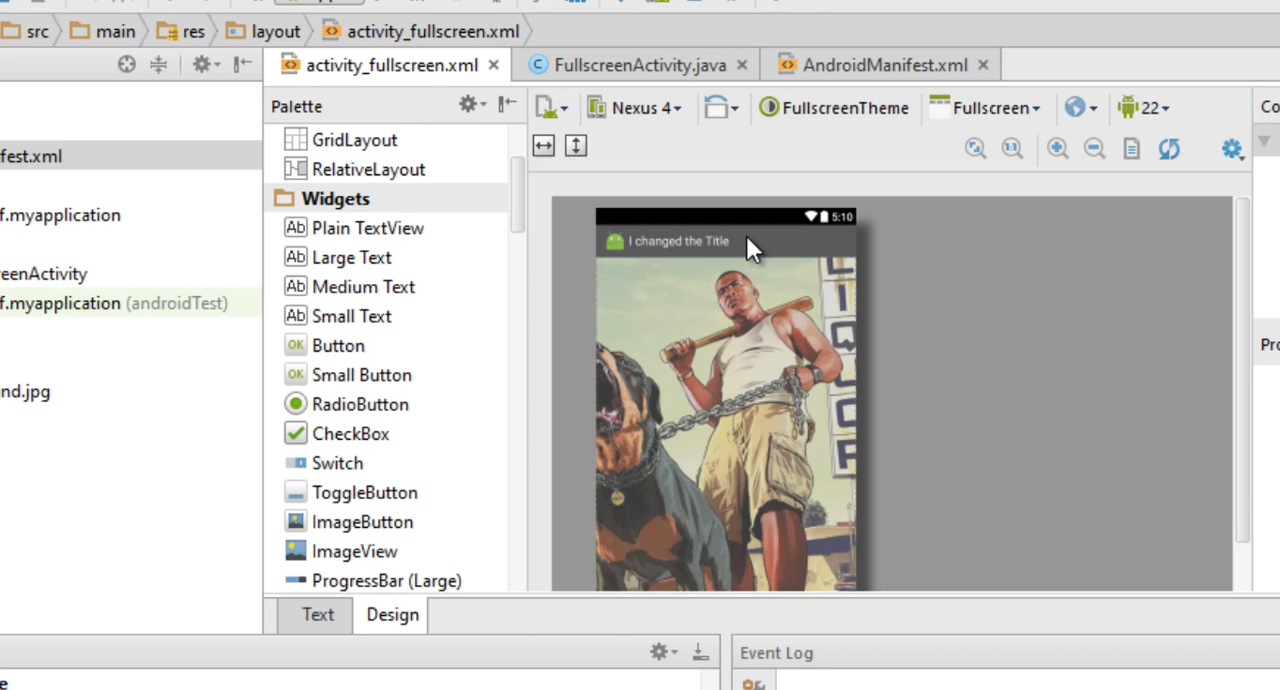 src main res layout activity_fullscreen.xml
activity_fullscreen.xml FullscreenActivity.java AndroidManifest.xml
Palette Nexus 4 FullscreenTheme Fullscreen 22 Co
GridLayout
fest.xml
RelativeLayout
Widgets
f.myapplication
Plain TextView
5:10
I changed the Title
Large Text
eenActivity
Medium Text
f.myapplication (androidTest)
Small Text
Button
Pro
Small Button
nd.jpg
RadioButton
CheckBox
Switch
ToggleButton
ImageButton
ImageView
ProgressBar (Large)
LIQUOR
Text Design
Event Log
e